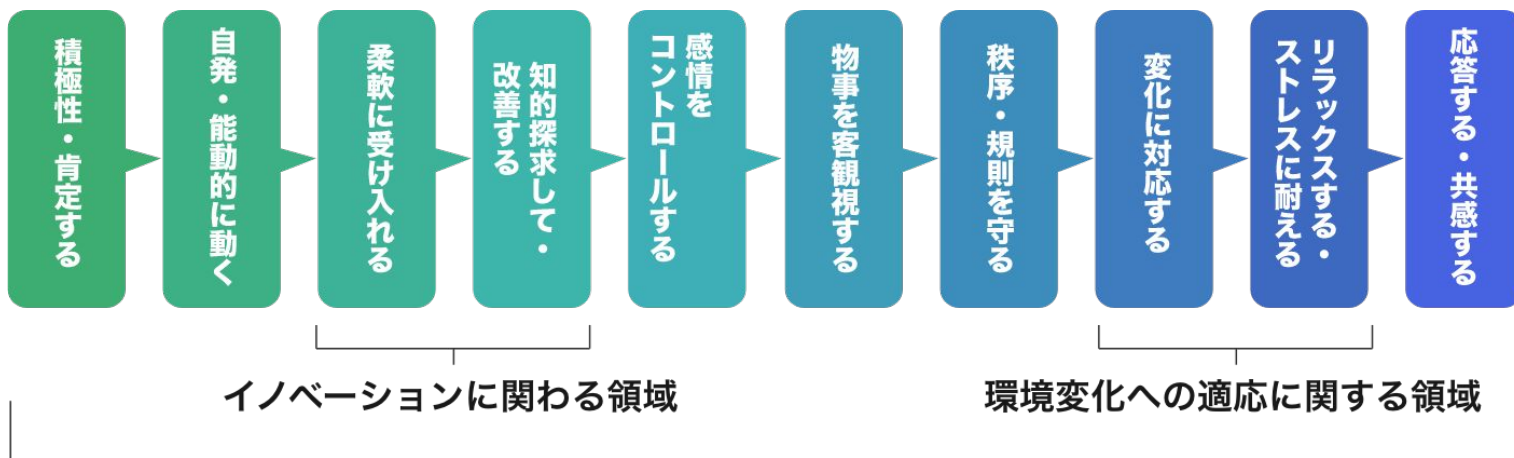 積極性・肯定する
自発・能動的に動く
柔軟に受け入れる
知的探求して・
改善する
感情を
コントロールする
物事を客観視する
秩序・規則を守る
変化に対応する
リラックスする・
ストレスに耐える
応答する・共感する
イノベーションに関わる領域
環境変化への適応に関する領域